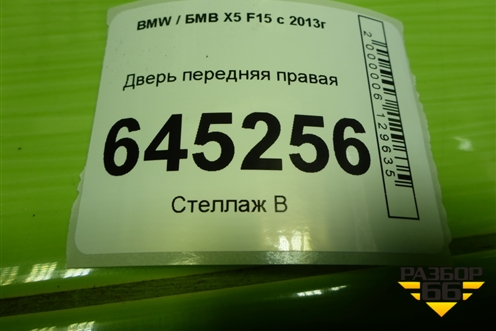 BMW / БМВ X5 F15 с 2013г
Дверь передняя правая
645256
Стеллаж В
2000006129635
РАЗБОР
66